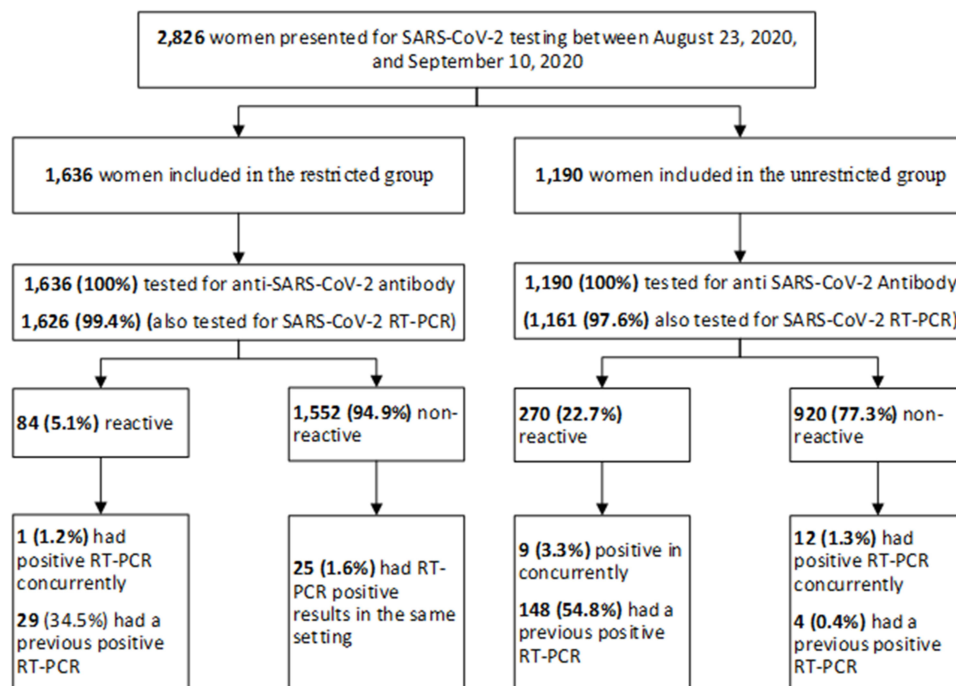 2,826 women presented for SARS-CoV-2 testing between August 23, 2020,
and September 10, 2020
1,636 women included in the restricted group
1,190 women included in the unrestricted group
1,636 (100%) tested for anti-SARS-CoV-2 antibody
1,626 (99.4%) (also tested for SARS-CoV-2 RT-PCR)
1,190 (100%) tested for anti SARS-CoV-2 Antibody
(1,161 (97.6%) also tested for SARS-CoV-2 RT-PCR)
84 (5.1%) reactive
1,552 (94.9%) non-
reactive
270 (22.7%)
reactive
920 (77.3%) non-
reactive
1 (1.2%) had
positive RT-PCR
concurrently
29 (34.5%) had a
previous positive
RT-PCR
25 (1.6%) had RT-
PCR positive
results in the same
setting
9 (3.3%) positive in
concurrently
148 (54.8%) had a
previous positive
RT-PCR
12 (1.3%) had
positive RT-PCR
concurrently
4 (0.4%) had a
previous positive
RT-PCR